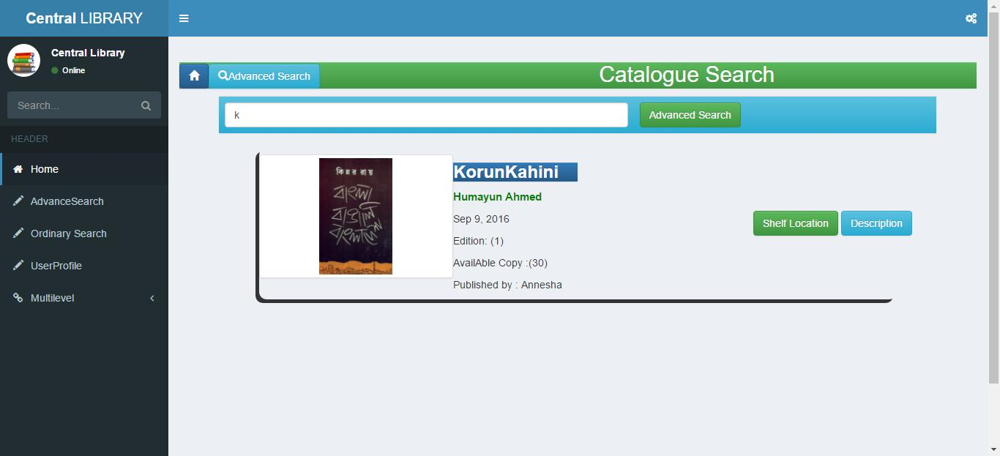 Central LIBRARY
Central Library
Online
Search...
HEADER
Home
AdvanceSearch
Ordinary Search
UserProfile
Multilevel
Advanced Search
Catalogue Search
k
Advanced Search
কিন্নর রায়
বাংলা
বাঙালি
বাংলাদেশ
KorunKahini
Humayun Ahmed
Sep 9, 2016
Edition: (1)
AvailAble Copy :(30)
Published by : Annesha
Shelf Location
Description